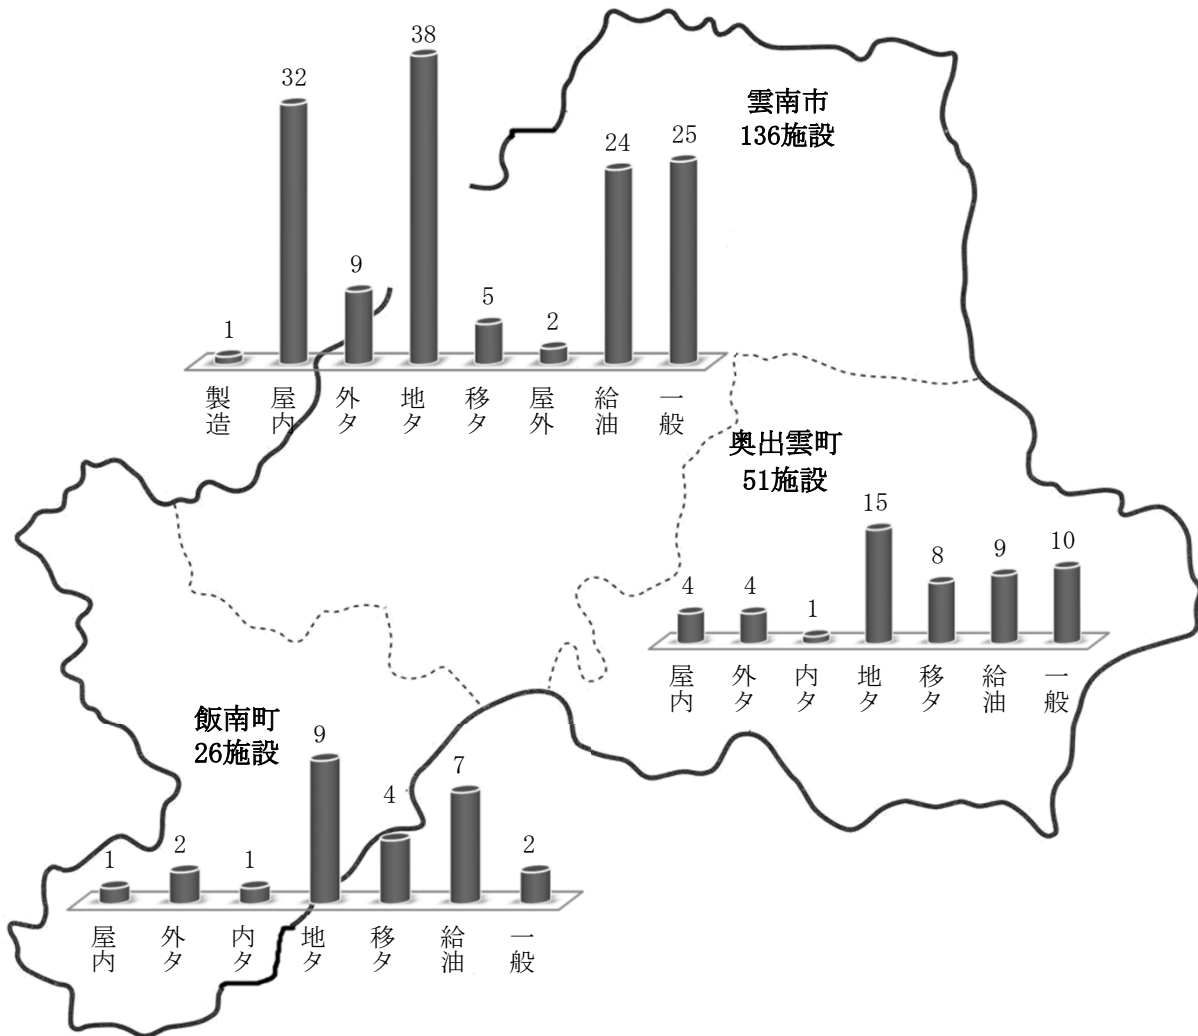 雲南市
136施設
1
32
9
38
5
2
24
25
製造
屋内
外タ
地タ
移タ
屋外
給油
一般
奥出雲町
51施設
4
4
1
15
8
9
10
屋内
外タ
内タ
地タ
移タ
給油
一般
飯南町
26施設
1
2
1
9
4
7
2
屋内
外タ
内タ
地タ
移タ
給油
一般